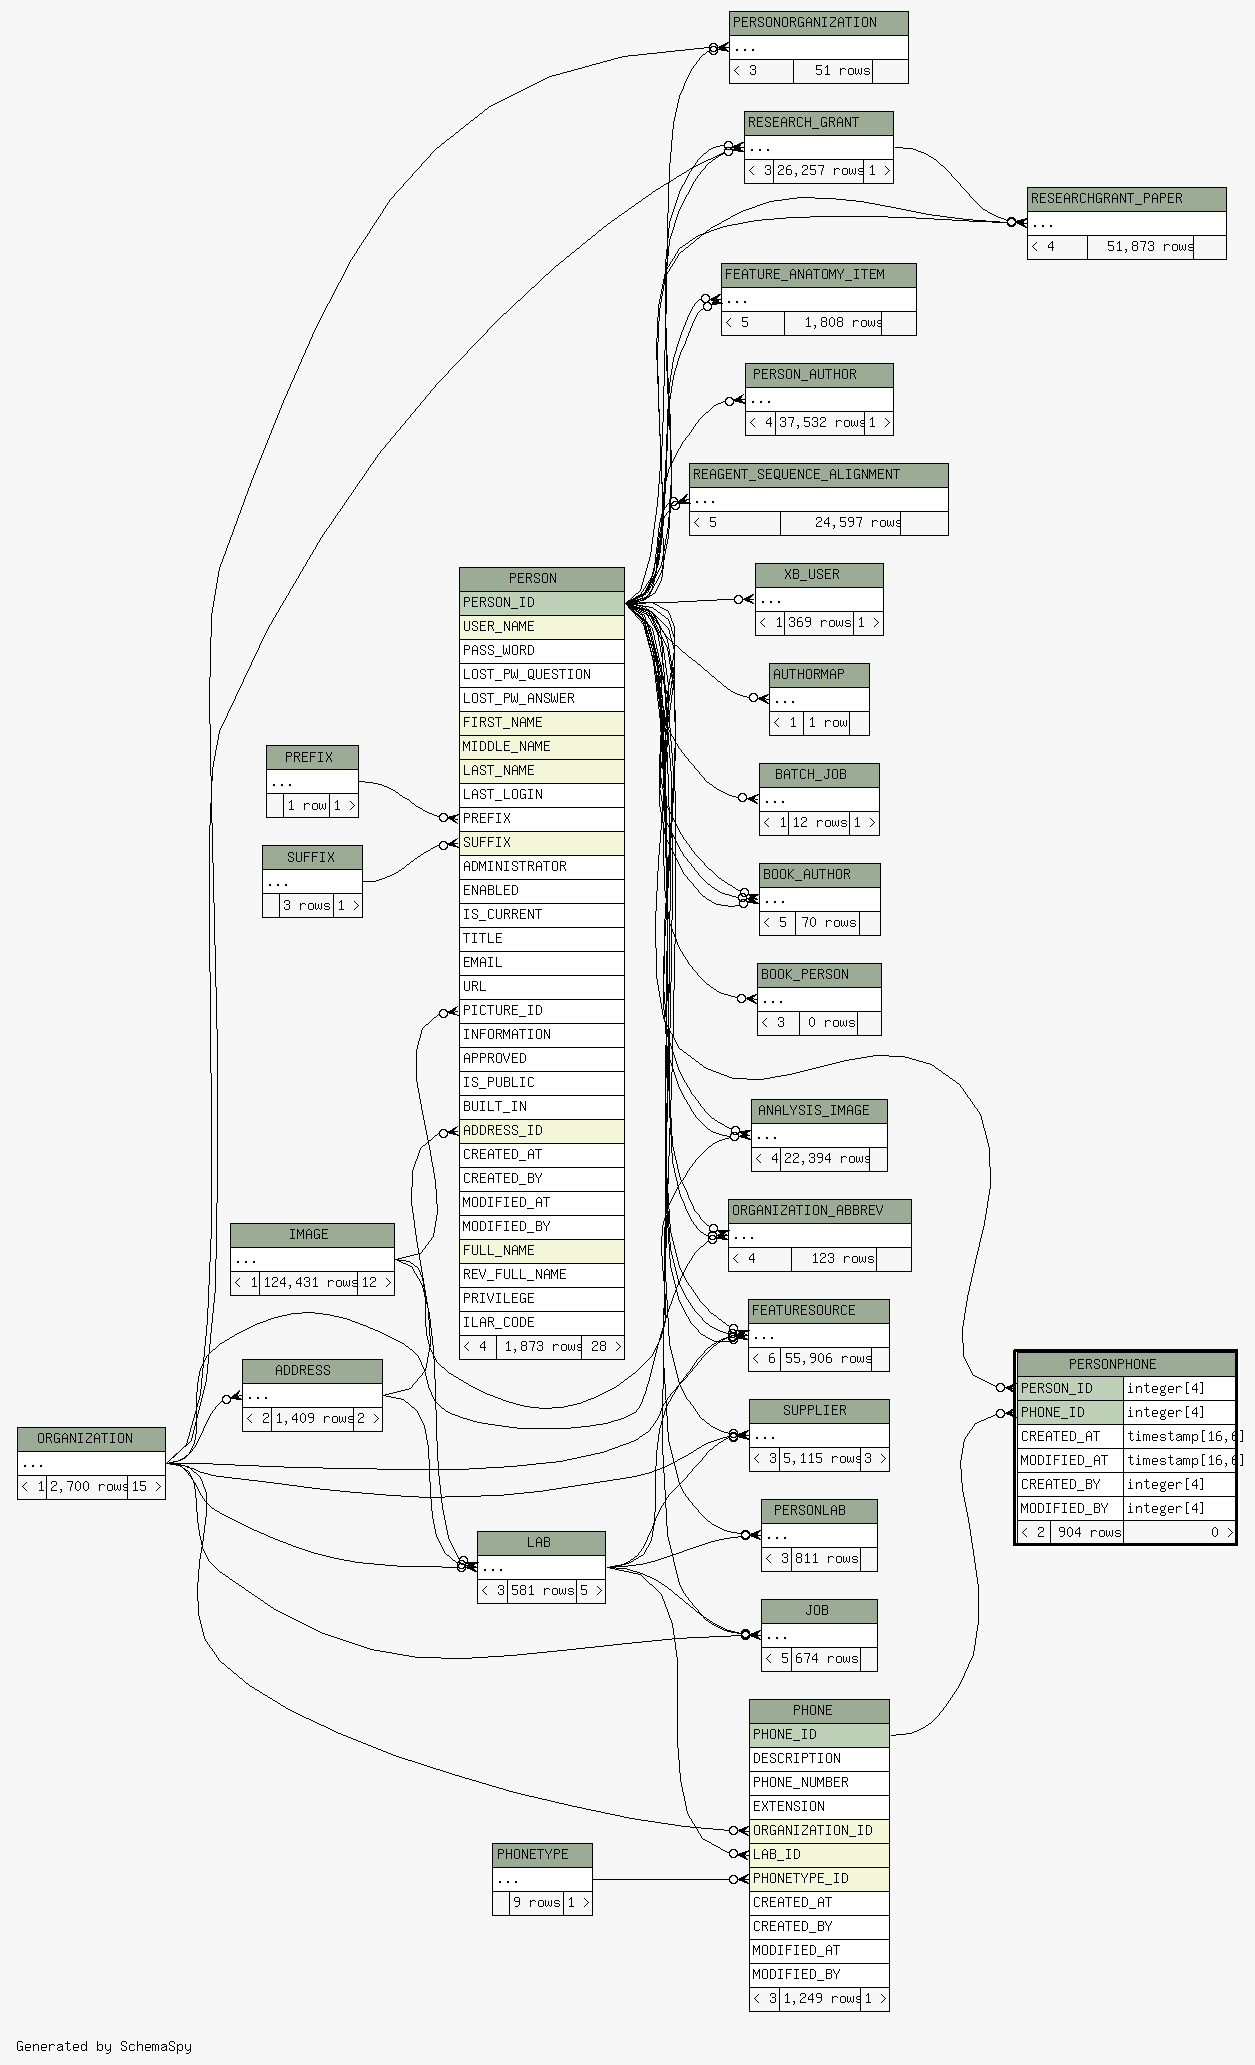 PERSONORGANIZATION
...
< 3 51 rows
RESEARCH_GRANT
...
< 3 26,257 rows 1 >
RESEARCHGRANT_PAPER
...
< 4 51,873 rows
FEATURE_ANATOMY_ITEM
...
< 5 1,808 rows
PERSON_AUTHOR
...
< 4 37,532 rows 1 >
REAGENT_SEQUENCE_ALIGNMENT
...
< 5 24,597 rows
XB_USER
...
< 1 369 rows 1 >
AUTHORMAP
...
< 1 1 row
BATCH_JOB
...
< 1 12 rows 1 >
BOOK_AUTHOR
...
< 5 70 rows
BOOK_PERSON
...
< 3 0 rows
PERSON
PERSON_ID
USER_NAME
PASS_WORD
LOST_PW_QUESTION
LOST_PW_ANSWER
FIRST_NAME
MIDDLE_NAME
LAST_NAME
LAST_LOGIN
PREFIX
SUFFIX
ADMINISTRATOR
ENABLED
IS_CURRENT
TITLE
EMAIL
URL
PICTURE_ID
INFORMATION
APPROVED
IS_PUBLIC
BUILT_IN
ADDRESS_ID
CREATED_AT
CREATED_BY
MODIFIED_AT
MODIFIED_BY
FULL_NAME
REV_FULL_NAME
PRIVILEGE
ILAR_CODE
< 4 1,873 rows 28 >
PREFIX
...
1 row 1 >
SUFFIX
...
3 rows 1 >
ANALYSIS_IMAGE
...
< 4 22,394 rows
ORGANIZATION_ABBREV
...
< 4 123 rows
IMAGE
...
< 1 124,431 rows 12 >
FEATURESOURCE
...
< 6 55,906 rows
ADDRESS
...
< 2 1,409 rows 2 >
PERSONPHONE
PERSON_ID integer[4]
PHONE_ID integer[4]
CREATED_AT timestamp[16,6]
MODIFIED_AT timestamp[16,6]
CREATED_BY integer[4]
MODIFIED_BY integer[4]
< 2 904 rows 0 >
SUPPLIER
...
< 3 5,115 rows 3 >
ORGANIZATION
...
< 1 2,700 rows 15 >
PERSONLAB
...
< 3 811 rows
LAB
...
< 3 581 rows 5 >
JOB
...
< 5 674 rows
PHONE
PHONE_ID
DESCRIPTION
PHONE_NUMBER
EXTENSION
ORGANIZATION_ID
LAB_ID
PHONETYPE_ID
CREATED_AT
CREATED_BY
MODIFIED_AT
MODIFIED_BY
< 3 1,249 rows 1 >
PHONETYPE
...
9 rows 1 >
Generated by SchemaSpy